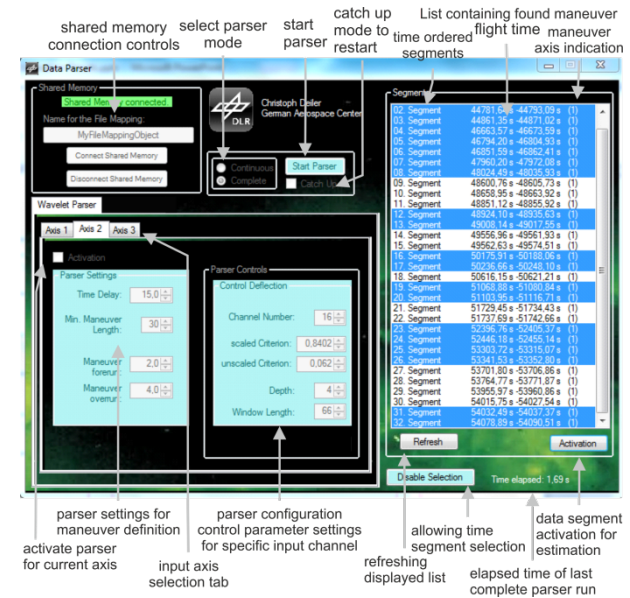 shared memory
connection controls
select parser
mode
start
parser
catch up
mode to
restart
time ordered
segments
List containing found maneuver
flight time
maneuver
axis indication
Data Parser
Shared Memory
Shared Memory connected.
Name for the File Mapping:
MyFileMappingObject
Connect Shared Memory
Disconnect Shared Memory
DLR
Christoph Deiler
German Aerospace Center
Continuous
Complete
Start Parser
Catch Up
Wavelet Parser
Axis 1
Axis 2
Axis 3
Activation
Parser Settings
Time Delay: 15,0
Min. Maneuver
Length: 30
Maneuver
forerun: 2,0
Maneuver
overrun: 4,0
Parser Controls
Control Deflection
Channel Number: 16
scaled Criterion: 0,8402
unscaled Criterion: 0,062
Depth: 4
Window Length: 66
Segments
02. Segment 44781,64 s -44793,09 s (1)
03. Segment 44861,35 s -44871,02 s (1)
04. Segment 46663,57 s -46673,59 s (1)
05. Segment 46794,20 s -46804,93 s (1)
06. Segment 46851,59 s -46862,41 s (1)
07. Segment 47960,20 s -47972,08 s (1)
08. Segment 48024,49 s -48035,93 s (1)
09. Segment 48600,76 s -48605,73 s (1)
10. Segment 48658,95 s -48663,92 s (1)
11. Segment 48851,12 s -48855,92 s (1)
12. Segment 48924,10 s -48935,63 s (1)
13. Segment 49008,14 s -49017,55 s (1)
14. Segment 49556,96 s -49561,93 s (1)
15. Segment 49562,63 s -49574,51 s (1)
16. Segment 50175,91 s -50188,06 s (1)
17. Segment 50236,66 s -50248,10 s (1)
18. Segment 50616,15 s -50621,21 s (1)
19. Segment 51068,88 s -51080,84 s (1)
20. Segment 51103,95 s -51116,71 s (1)
21. Segment 51729,45 s -51734,43 s (1)
22. Segment 51737,69 s -51742,66 s (1)
23. Segment 52396,76 s -52405,37 s (1)
24. Segment 52446,18 s -52455,14 s (1)
25. Segment 53303,72 s -53315,07 s (1)
26. Segment 53341,53 s -53352,80 s (1)
27. Segment 53701,80 s -53706,86 s (1)
28. Segment 53764,77 s -53771,87 s (1)
29. Segment 53955,97 s -53960,86 s (1)
30. Segment 54015,75 s -54027,54 s (1)
31. Segment 54032,49 s -54037,37 s (1)
32. Segment 54078,89 s -54090,51 s (1)
Refresh
Activation
Disable Selection
Time elapsed: 1,69 s
parser settings for
maneuver definition
activate parser
for current axis
input axis
selection tab
parser configuration
control parameter settings
for specific input channel
refreshing
displayed list
allowing time
segment selection
data segment
activation for
estimation
elapsed time of last
complete parser run